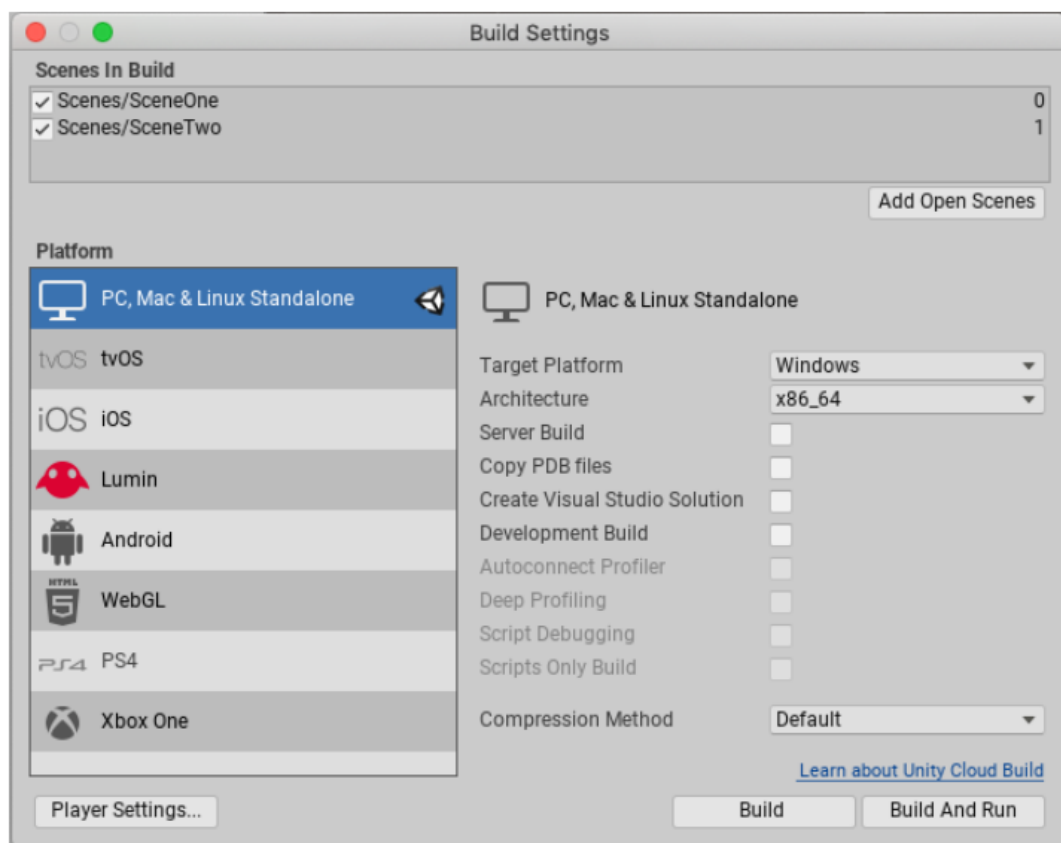 Build Settings
Scenes In Build
Scenes/SceneOne 0
Scenes/SceneTwo 1
Add Open Scenes
Platform
PC, Mac & Linux Standalone
tvOS tvOS
iOS iOS
Lumin
Android
HTML 5 WebGL
PS4 PS4
Xbox One
PC, Mac & Linux Standalone
Target Platform Windows
Architecture x86_64
Server Build
Copy PDB files
Create Visual Studio Solution
Development Build
Autoconnect Profiler
Deep Profiling
Script Debugging
Scripts Only Build
Compression Method Default
Learn about Unity Cloud Build
Player Settings... Build Build And Run